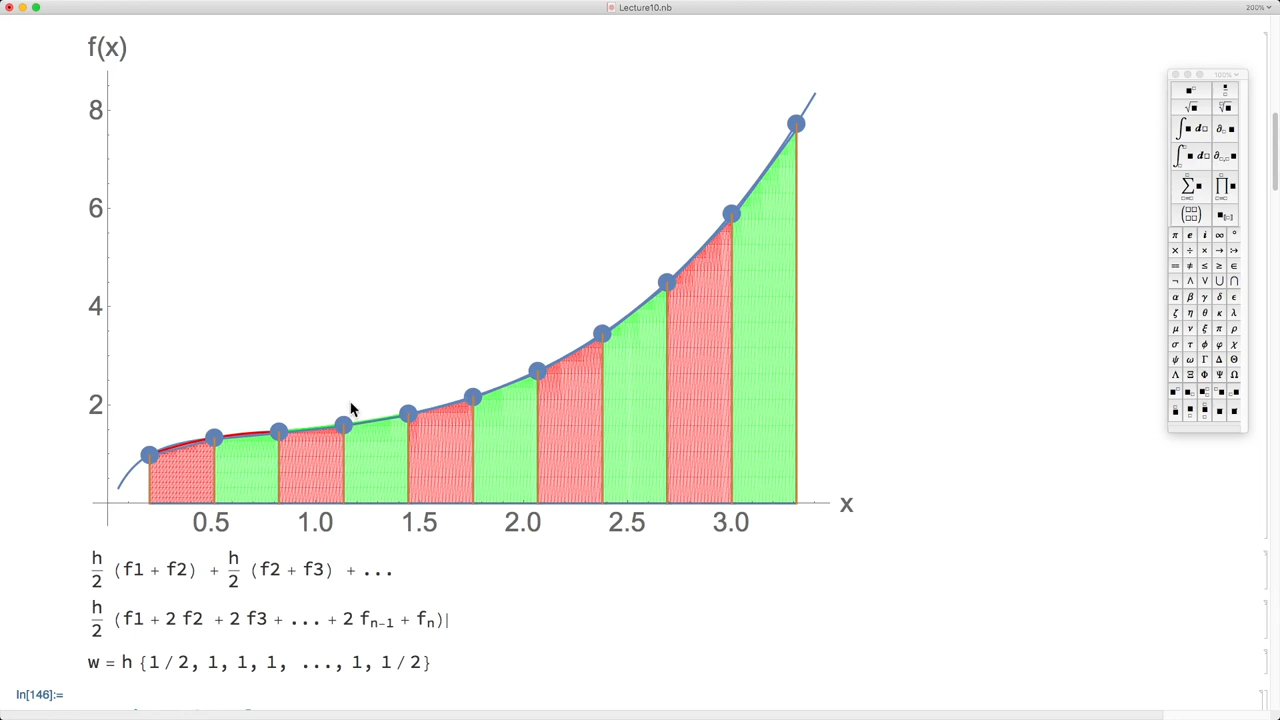 Lecture10.nb
200%
f(x)
8
6
4
2
0.5 1.0 1.5 2.0 2.5 3.0
x
h/2 (f1 + f2) + h/2 (f2 + f3) + ...
h/2 (f1 + 2 f2 + 2 f3 + ... + 2 fₙ₋₁ + fₙ)
w = h {1 / 2, 1, 1, 1, ..., 1, 1 / 2}
In[146]:=
100%
√■ 
∫■ d□ ∂□ ■
∫ ■ d□ ∂□,□ ■
∑ ■ ∏ ■
π e i ∞ °
× ÷ × → :→
== ≠ ≤ ≥ ∈
¬ ∧ ∨ ∪ ∩
α β γ δ ϵ
ζ η θ κ λ
μ ν ξ π ρ
σ τ ϕ φ χ
ψ ω Γ Δ Θ
Λ Ξ Φ Ψ Ω